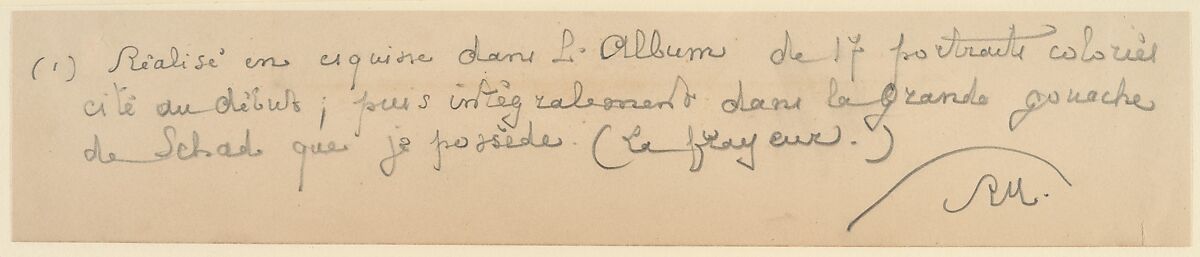 (1) Réalisé en esquisse dans L'Album de 17 portraits coloriés
cité au début ; puis intégralement dans la grande gouache
de Schad que je possède. (La frayeur.)
RM.